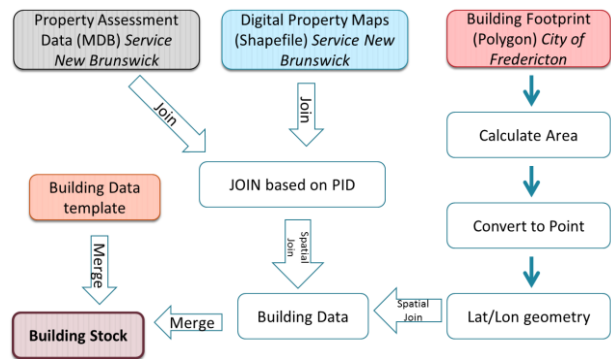 Property Assessment
Data (MDB) Service
New Brunswick
Digital Property Maps
(Shapefile) Service New
Brunswick
Building Footprint
(Polygon) City of
Fredericton
Join
Join
Calculate Area
JOIN based on PID
Building Data
template
Convert to Point
Merge
Spatial
Join
Building Stock
Merge
Building Data
Spatial
Join
Lat/Lon geometry